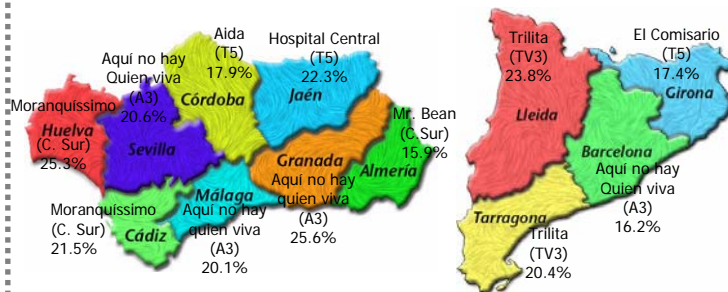 Aida
(T5)
17.9%
Hospital Central
(T5)
22.3%
Aquí no hay
Quien viva
(A3)
20.6%
Córdoba
Jaén
Moranquíssimo
Huelva
(C. Sur)
25.3%
Sevilla
Mr. Bean
(C. Sur)
15.9%
Granada
Almería
Aquí no hay
quien viva
(A3)
25.6%
Málaga
Aquí no hay
quien viva
(A3)
20.1%
Moranquíssimo
(C. Sur)
21.5%
Cádiz
Trilita
(TV3)
23.8%
Lleida
El Comisario
(T5)
17.4%
Girona
Barcelona
Aquí no hay
Quien viva
(A3)
16.2%
Tarragona
Trilita
(TV3)
20.4%